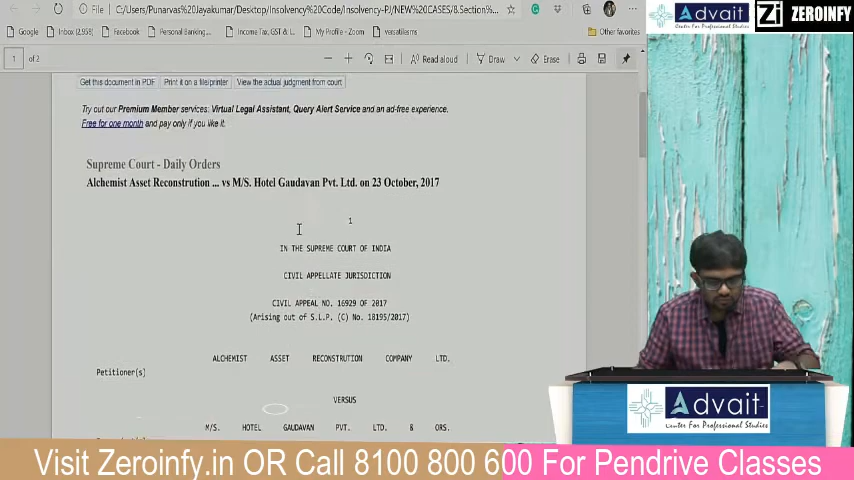 File | C:/Users/Punarvas%20Jayakumar/Desktop/Insolvency%20Code/Insolvency-PJ/NEW%20CASES/8.Section%...
Google Inbox (2,958) Facebook Personal Banking... Income Tax, GST &l... My Profile - Zoom versatilesms Other favorites
1 of 2 Read aloud Draw Erase
Get this document in PDF Print it on a file/printer View the actual judgment from court
Try out our Premium Member services: Virtual Legal Assistant, Query Alert Service and an ad-free experience.
Free for one month and pay only if you like it.
Supreme Court - Daily Orders
Alchemist Asset Reconstrution ... vs M/S. Hotel Gaudavan Pvt. Ltd. on 23 October, 2017
1
IN THE SUPREME COURT OF INDIA
CIVIL APPELLATE JURISDICTION
CIVIL APPEAL NO. 16929 OF 2017
(Arising out of S.L.P. (C) No. 18195/2017)
ALCHEMIST ASSET RECONSTRUTION COMPANY LTD.
Petitioner(s)
VERSUS
M/S. HOTEL GAUDAVAN PVT. LTD. & ORS.
Advait
Center For Professional Studies
Zi ZEROINFY
Advait
Center For Professional Studies
Visit Zeroinfy.in OR Call 8100 800 600 For Pendrive Classes